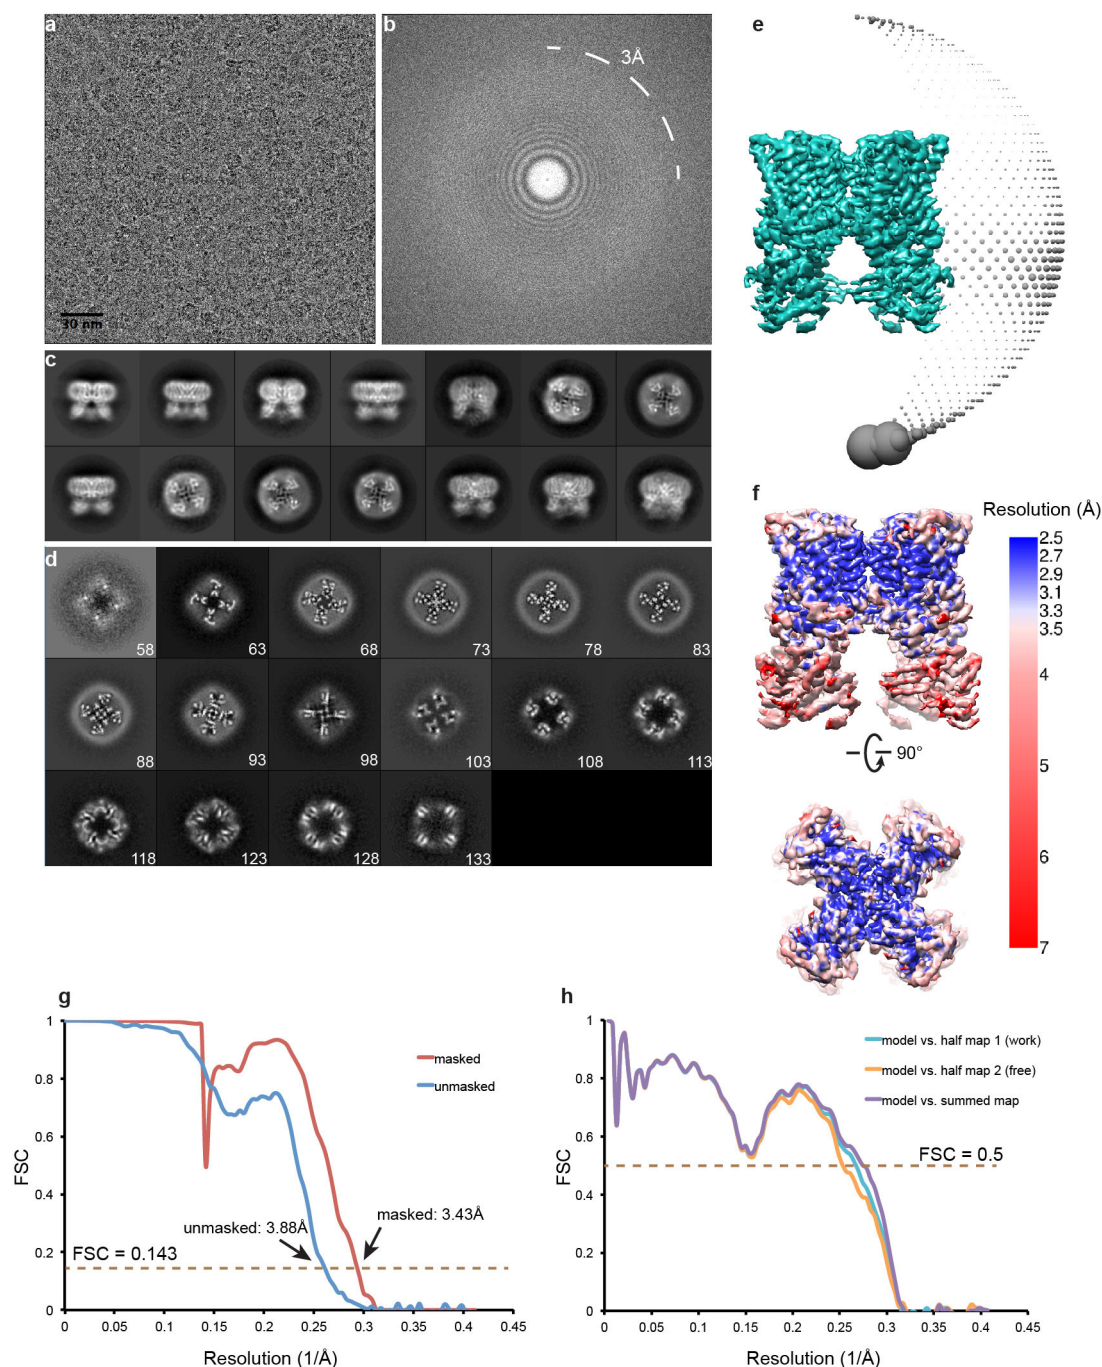 a
b
e
3Å
30 nm
c
d
58
63
68
73
78
83
88
93
98
103
108
113
118
123
128
133
f
Resolution (Å)
2.5
2.7
2.9
3.1
3.3
3.5
4
5
6
7
90°
g
1
0.8
0.6
0.4
0.2
0
FSC
masked
unmasked
masked: 3.43Å
unmasked: 3.88Å
FSC = 0.143
0
0.05
0.1
0.15
0.2
0.25
0.3
0.35
0.4
0.45
Resolution (1/Å)
h
1
0.8
0.6
0.4
0.2
0
FSC
model vs. half map 1 (work)
model vs. half map 2 (free)
model vs. summed map
FSC = 0.5
0
0.05
0.1
0.15
0.2
0.25
0.3
0.35
0.4
0.45
Resolution (1/Å)